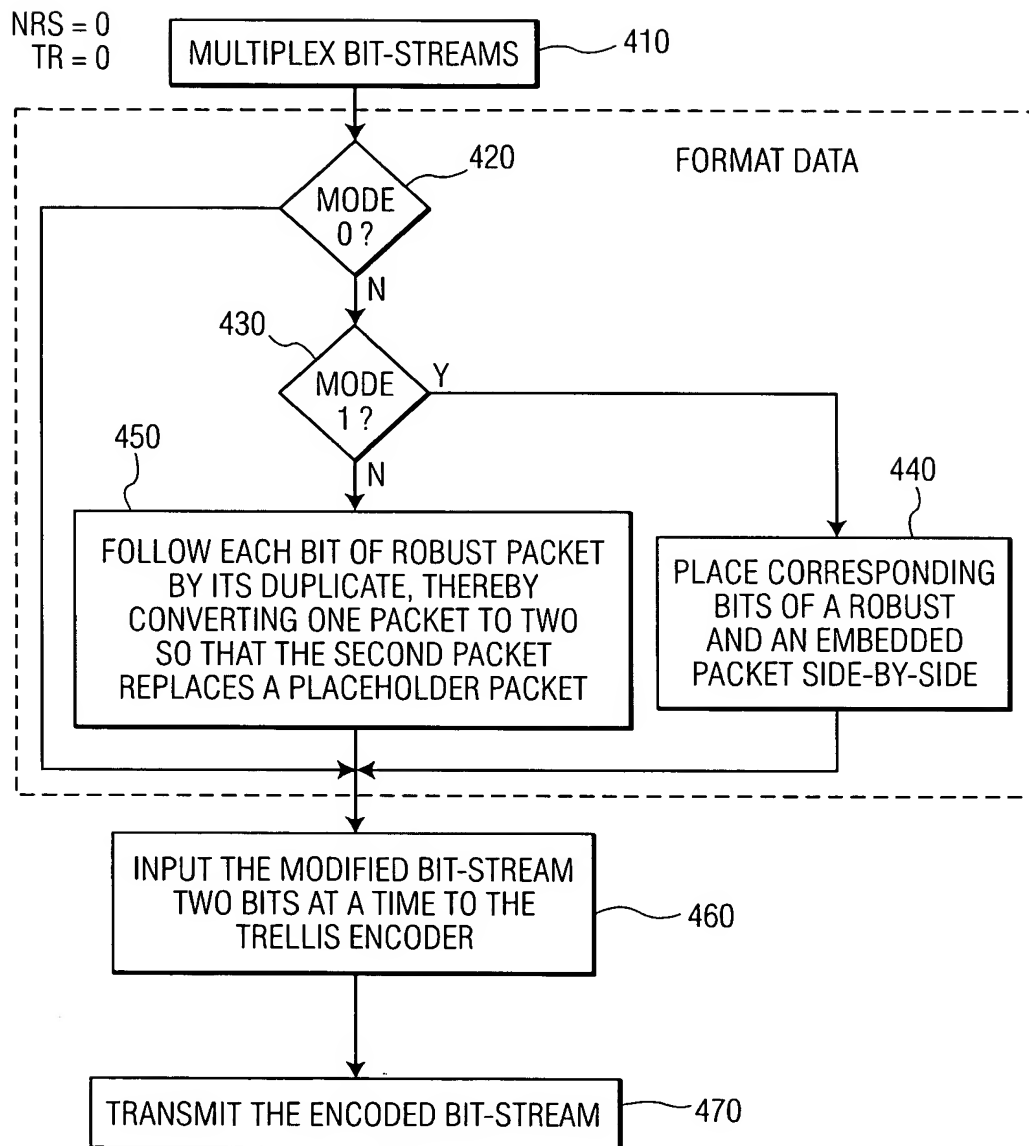 NRS = 0
TR = 0
MULTIPLEX BIT-STREAMS
410
FORMAT DATA
420
MODE
0 ?
N
430
MODE
1 ?
Y
N
450
FOLLOW EACH BIT OF ROBUST PACKET
BY ITS DUPLICATE, THEREBY
CONVERTING ONE PACKET TO TWO
SO THAT THE SECOND PACKET
REPLACES A PLACEHOLDER PACKET
440
PLACE CORRESPONDING
BITS OF A ROBUST
AND AN EMBEDDED
PACKET SIDE-BY-SIDE
INPUT THE MODIFIED BIT-STREAM
TWO BITS AT A TIME TO THE
TRELLIS ENCODER
460
TRANSMIT THE ENCODED BIT-STREAM
470